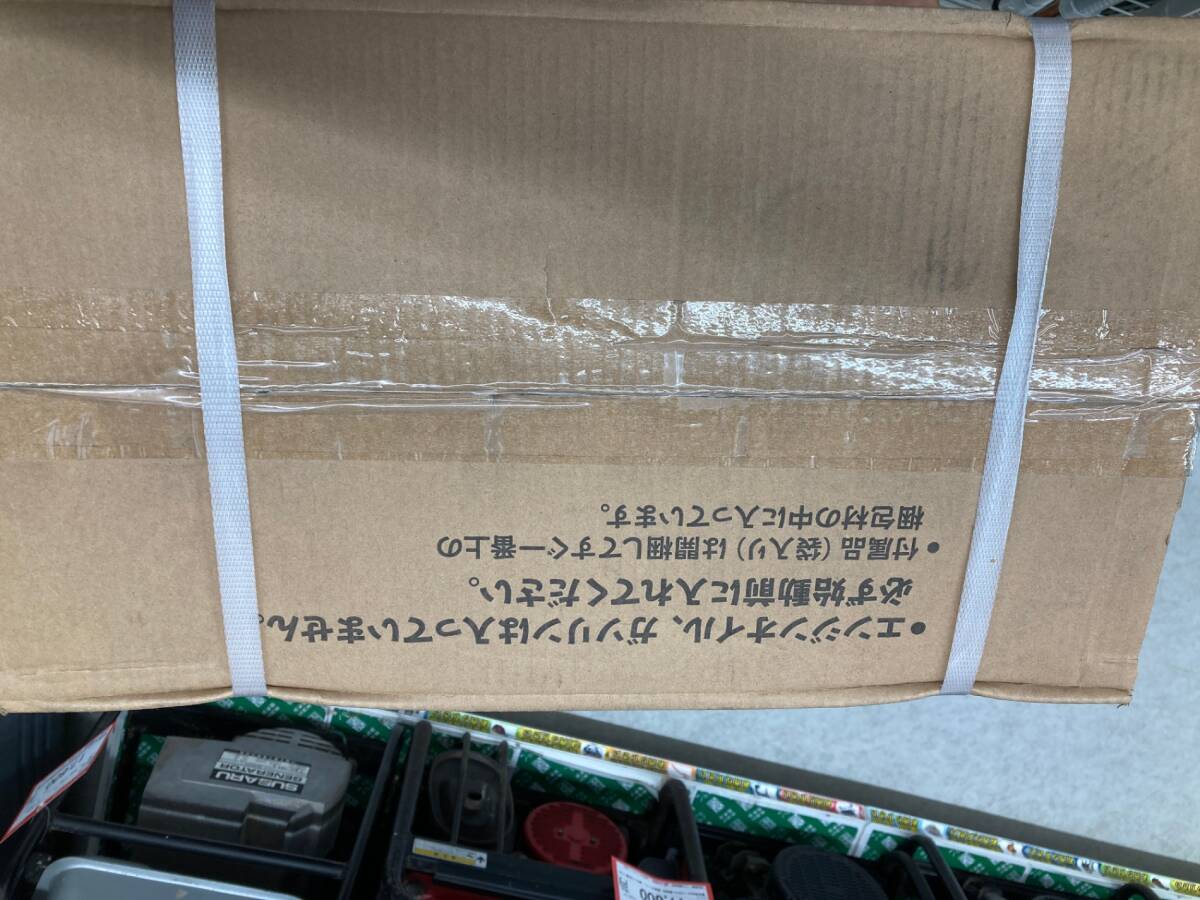 ●エンジンオイル、ガソリンは入っていません。
必ず始動前に入れてください。
●付属品（袋入り）は開梱してすぐ一番上の
梱包材の中に入っています。
SUBARU
GENERATOR